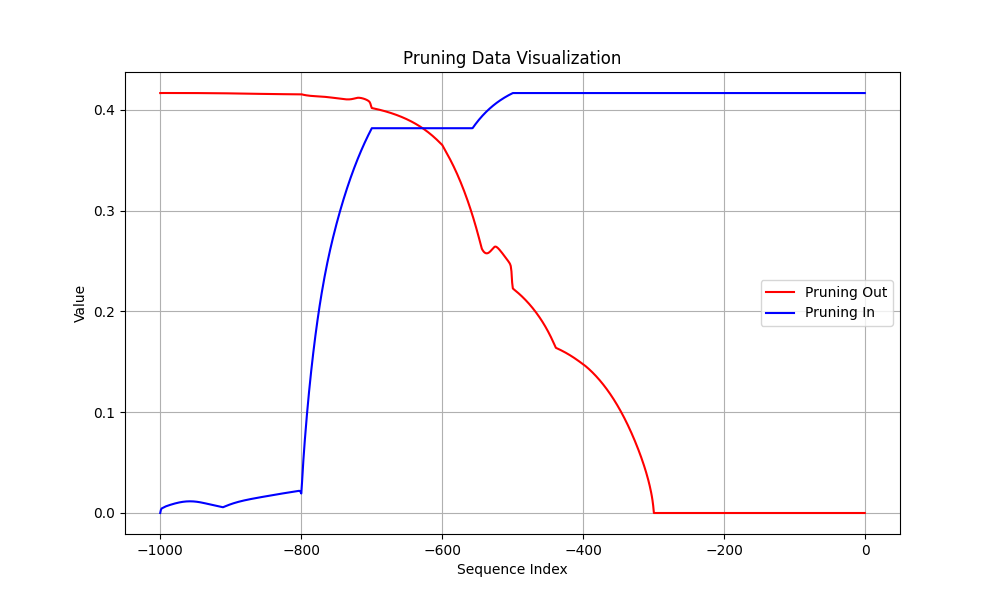 Pruning Data Visualization
0.4
0.3
0.2
0.1
0.0
Value
Pruning Out
Pruning In
−1000 −800 −600 −400 −200 0
Sequence Index